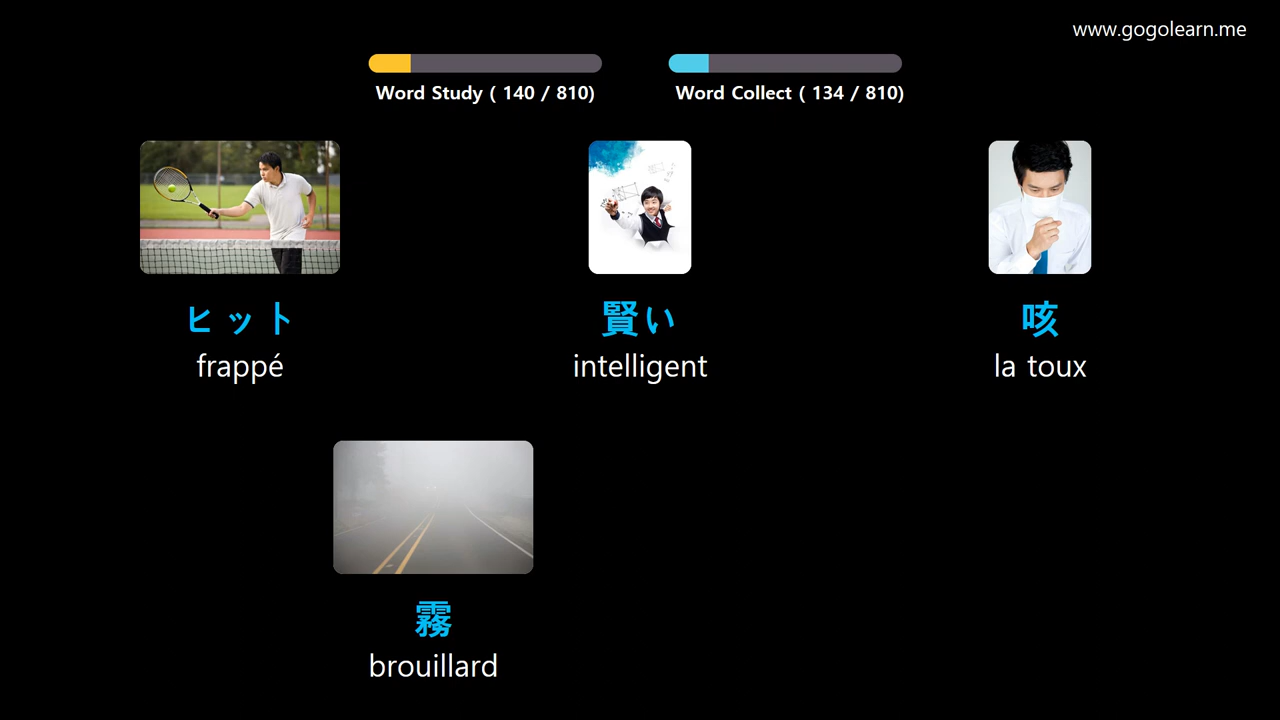 www.gogolearn.me
Word Study ( 140 / 810)
Word Collect ( 134 / 810)
ヒット
frappé
賢い
intelligent
咳
la toux
霧
brouillard